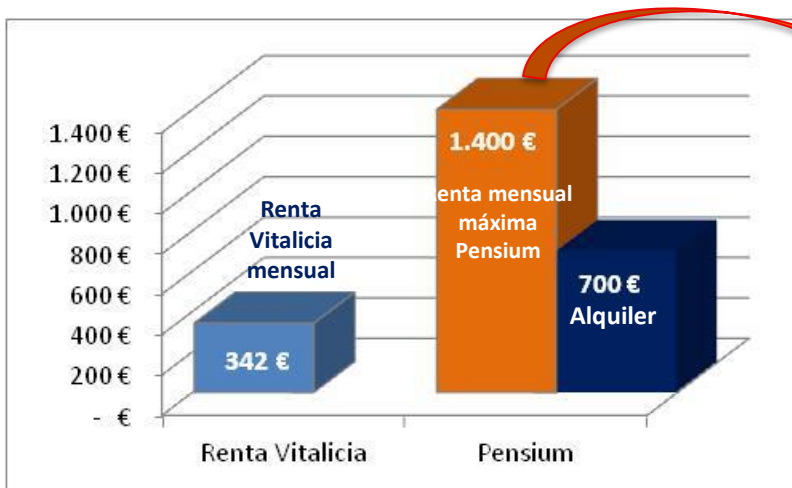 1.400 €
1.200 €
1.000 €
800 €
600 €
400 €
200 €
- €
Renta
Vitalicia
mensual
342 €
1.400 €
enta mensual
máxima
Pensium
700 €
Alquiler
Renta Vitalicia
Pensium